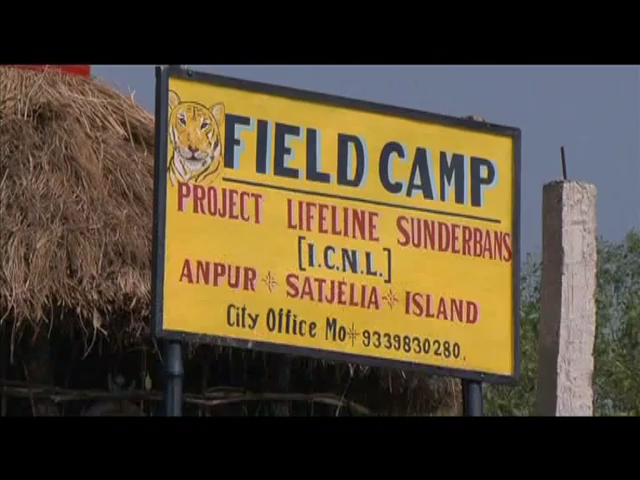 FIELD CAMP
PROJECT LIFELINE SUNDERBANS
[I.C.N.L.]
ANPUR ❈ SATJELIA ❈ ISLAND
City Office Mo ❈ 9339830280.